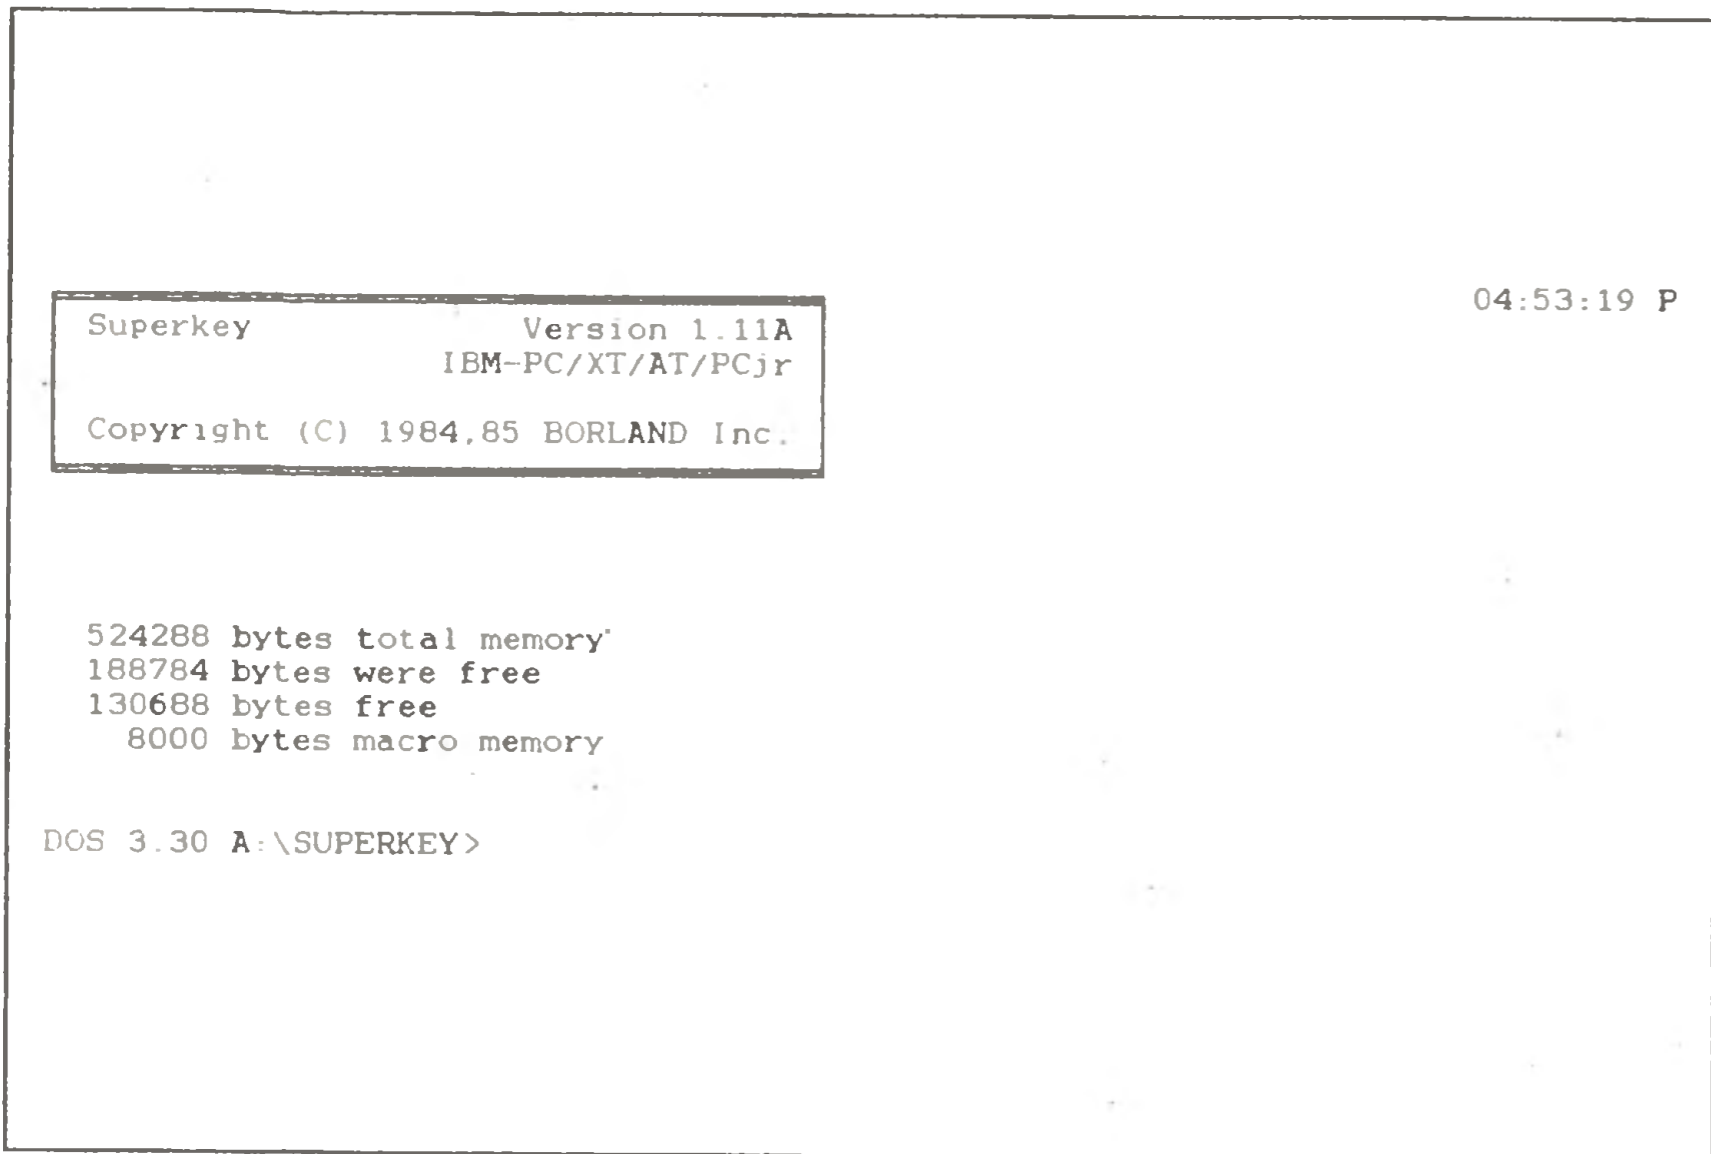 04:53:19 P
Superkey Version 1.11A
IBM-PC/XT/AT/PCjr
Copyright (C) 1984,85 BORLAND Inc.
524288 bytes total memory
188784 bytes were free
130688 bytes free
8000 bytes macro memory
DOS 3.30 A:\SUPERKEY>